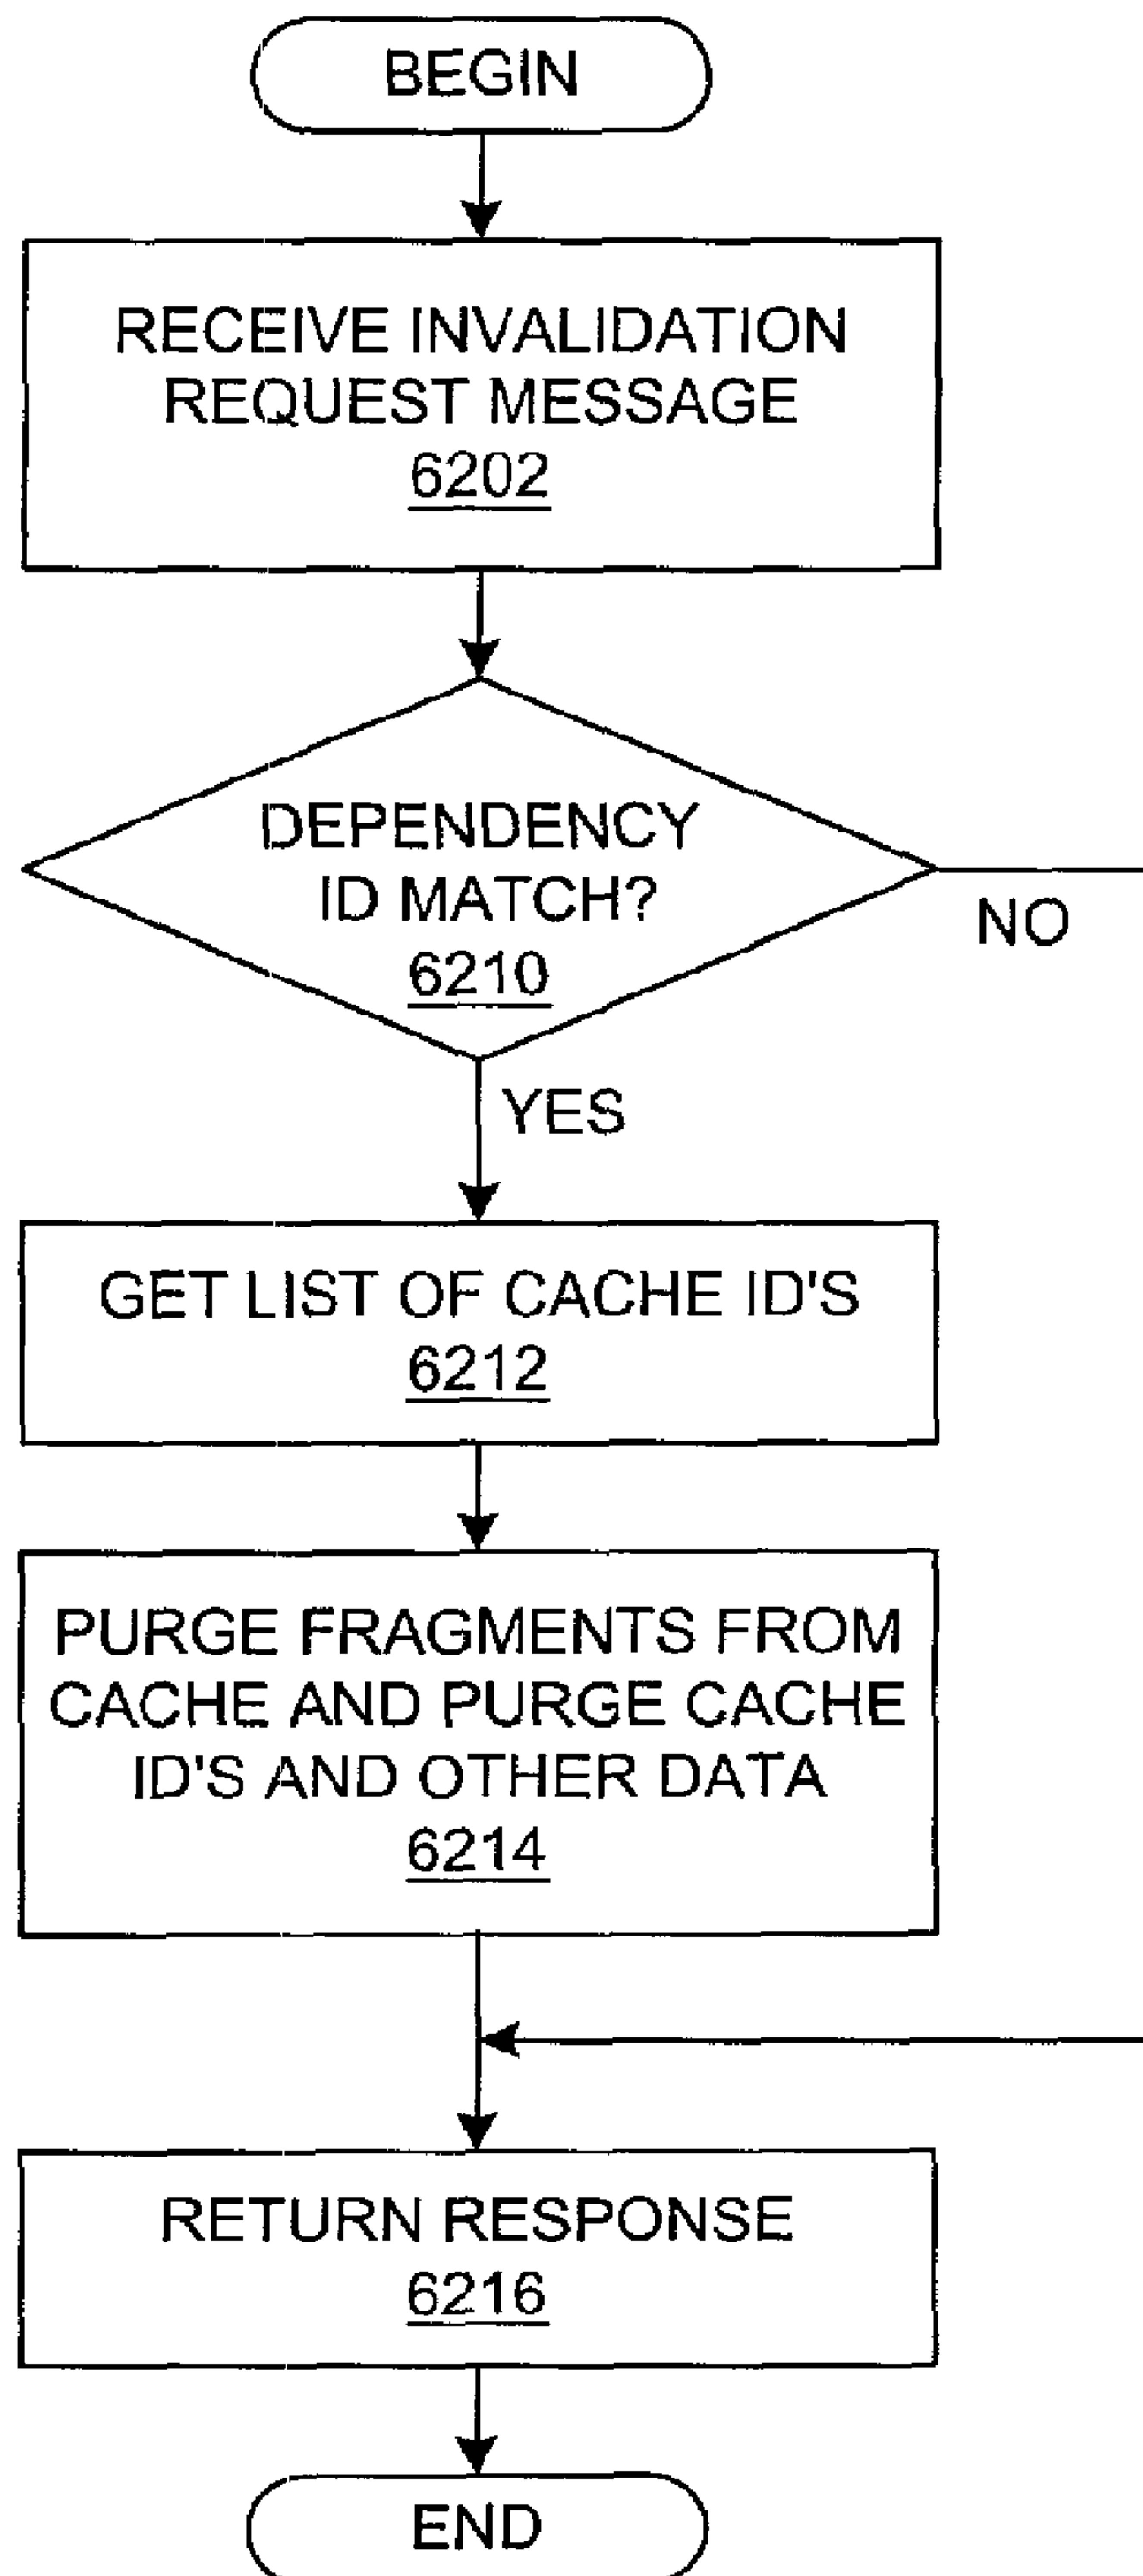 BEGIN
RECEIVE INVALIDATION
REQUEST MESSAGE
6202
DEPENDENCY
ID MATCH?
6210
NO
YES
GET LIST OF CACHE ID'S
6212
PURGE FRAGMENTS FROM
CACHE AND PURGE CACHE
ID'S AND OTHER DATA
6214
RETURN RESPONSE
6216
END